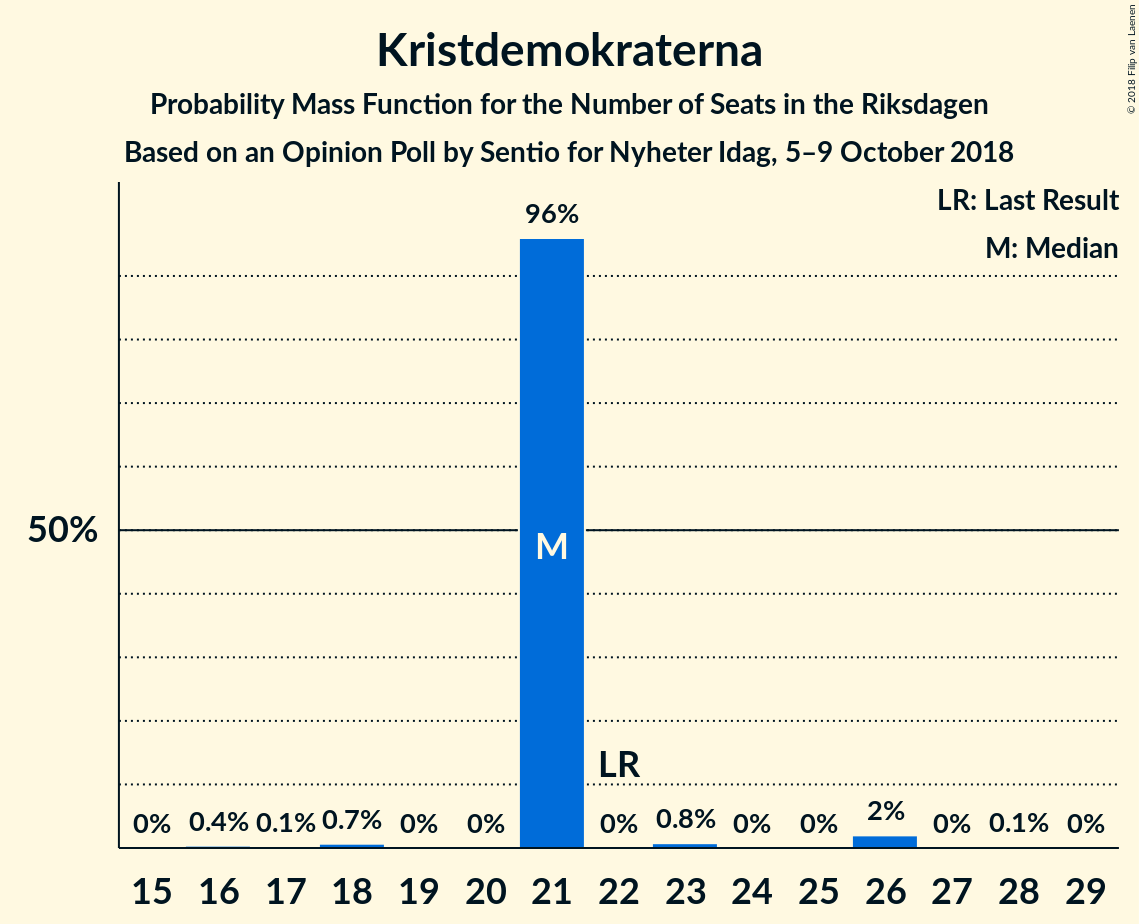 Kristdemokraterna
Probability Mass Function for the Number of Seats in the Riksdagen
Based on an Opinion Poll by Sentio for Nyheter Idag, 5–9 October 2018
© 2018 Filip van Laenen
LR: Last Result
M: Median
96%
50%
M
LR
0% 0.4% 0.1% 0.7% 0% 0% 0% 0.8% 0% 0% 2% 0% 0.1% 0%
15 16 17 18 19 20 21 22 23 24 25 26 27 28 29